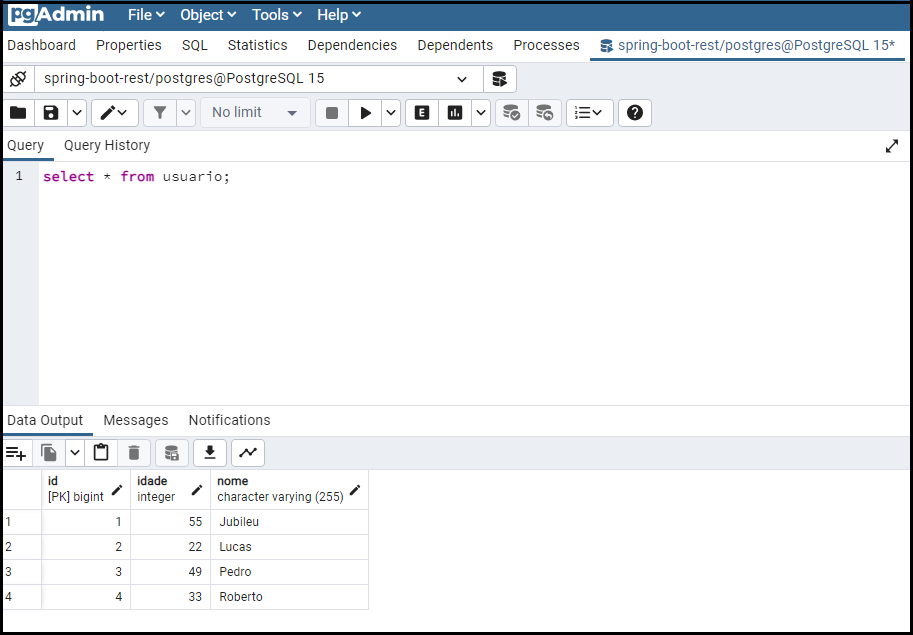 pgAdmin File Object Tools Help
Dashboard Properties SQL Statistics Dependencies Dependents Processes spring-boot-rest/postgres@PostgreSQL 15*
spring-boot-rest/postgres@PostgreSQL 15
No limit E
Query Query History
1 select * from usuario;
Data Output Messages Notifications
id idade nome
[PK] bigint integer character varying (255)
1 1 55 Jubileu
2 2 22 Lucas
3 3 49 Pedro
4 4 33 Roberto